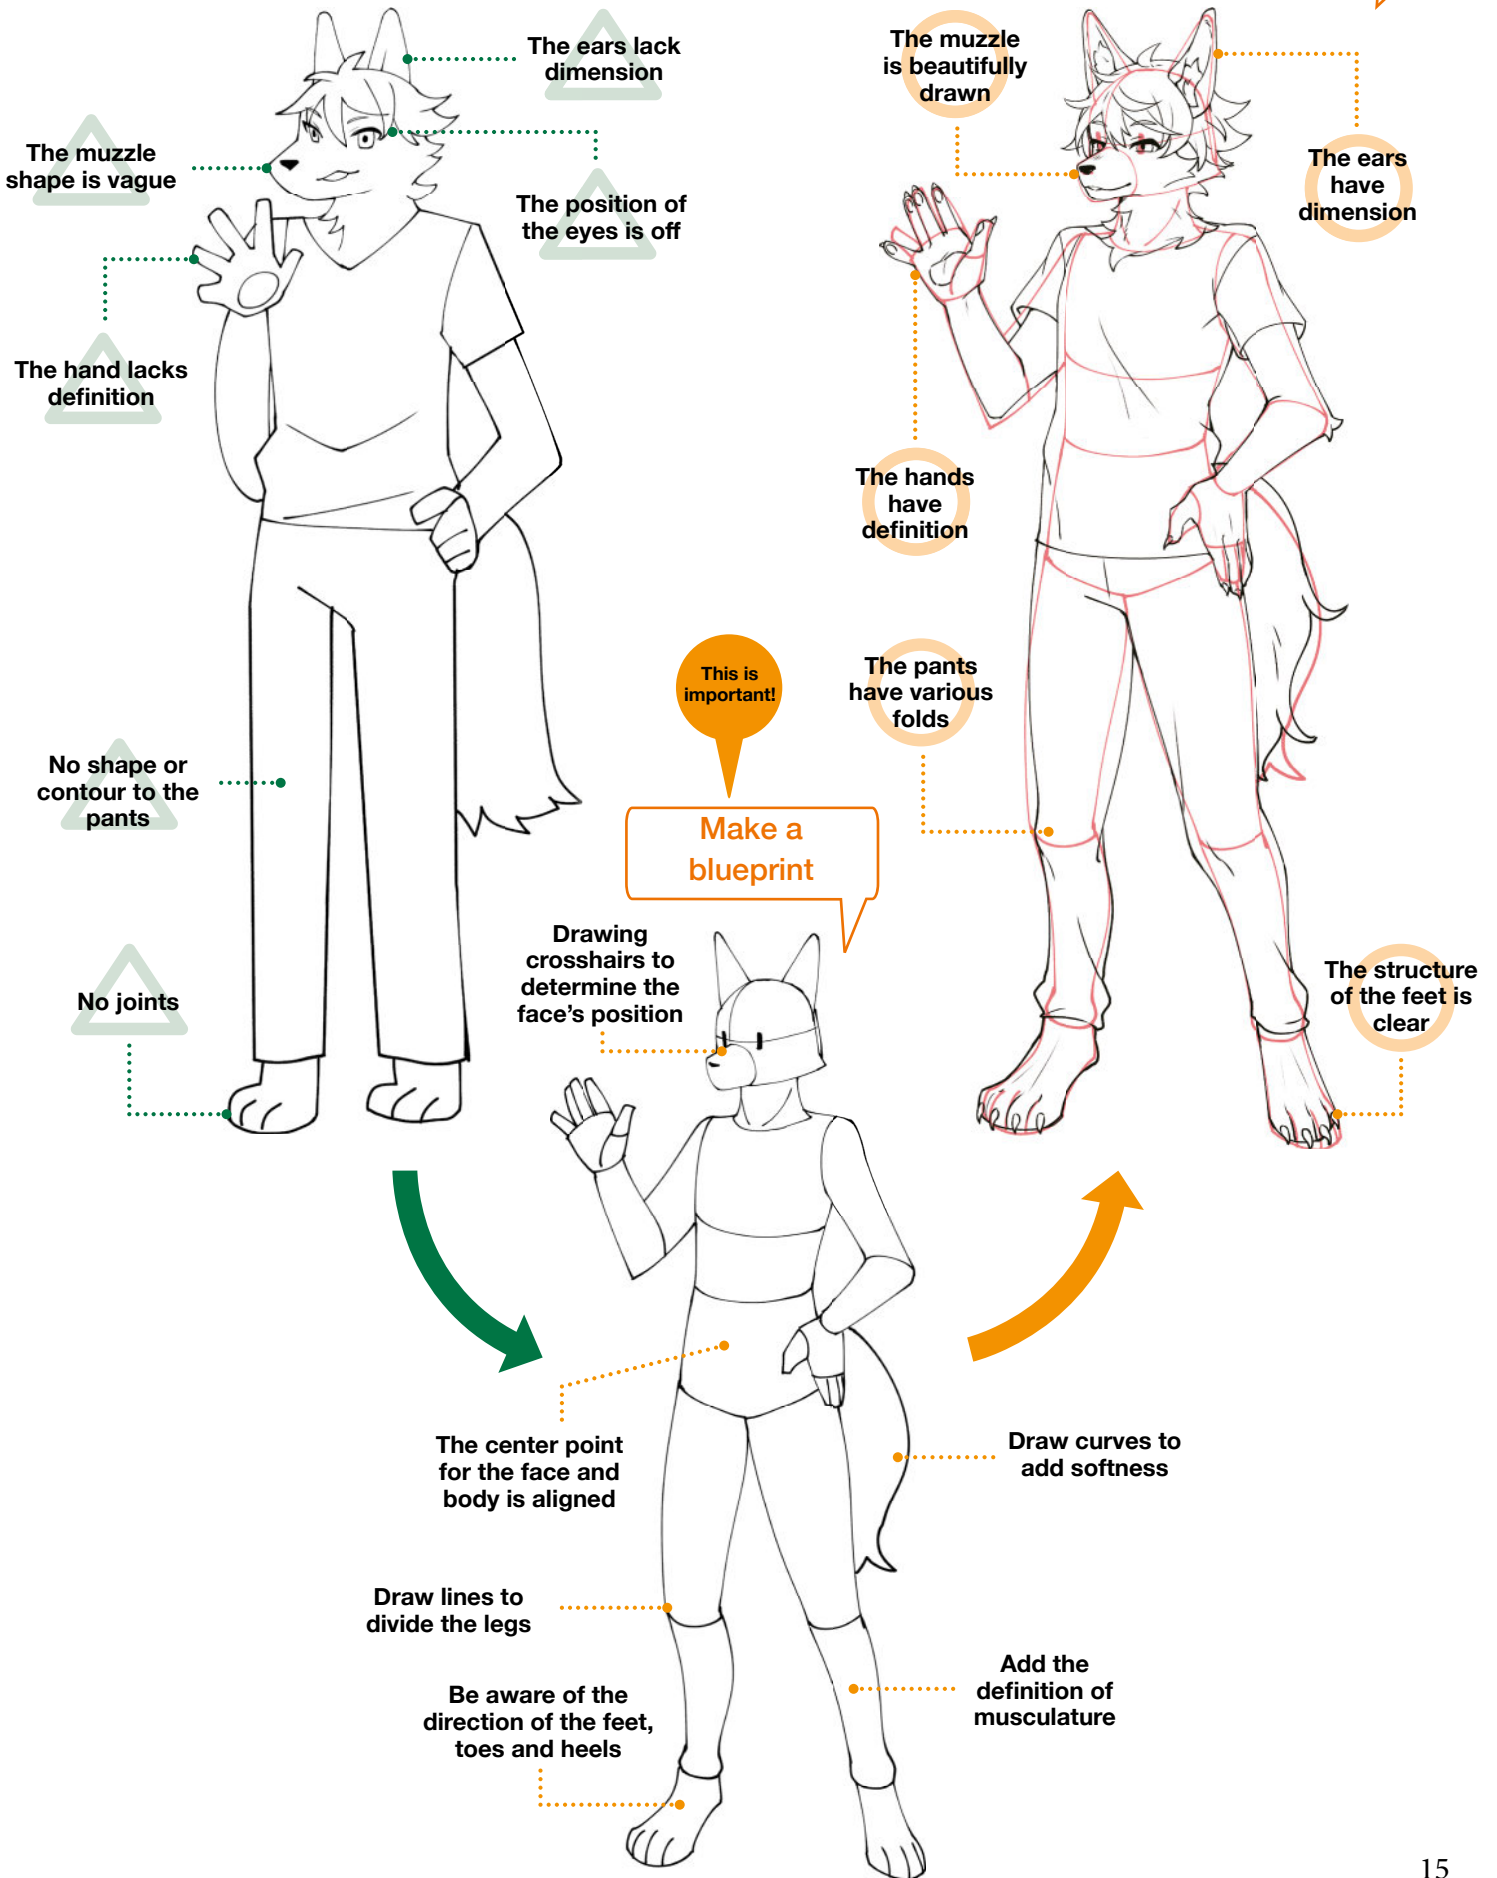 The ears lack
dimension
The muzzle
shape is vague
The position of
the eyes is off
The hand lacks
definition
No shape or
contour to the
pants
No joints
The muzzle
is beautifully
drawn
The ears
have
dimension
The hands
have
definition
The pants
have various
folds
The structure
of the feet is
clear
This is
important!
Make a
blueprint
Drawing
crosshairs to
determine the
face's position
The center point
for the face and
body is aligned
Draw curves to
add softness
Draw lines to
divide the legs
Add the
definition of
musculature
Be aware of the
direction of the feet,
toes and heels
15